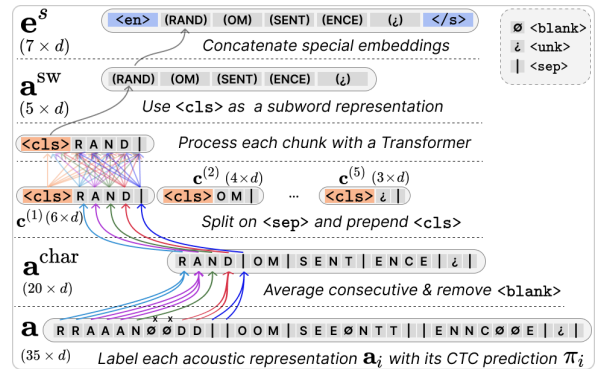 e^s <en> (RAND) (OM) (SENT) (ENCE) (¿) </s>
(7 × d) Concatenate special embeddings
Ø <blank>
¿ <unk>
| <sep>
a^sw (RAND) (OM) (SENT) (ENCE) (¿)
(5 × d) Use <cls> as a subword representation
<cls> R A N D | Process each chunk with a Transformer
c^(2) (4×d) c^(5) (3×d)
<cls> R A N D | <cls> O M | ... <cls> ¿ |
c^(1) (6×d) Split on <sep> and prepend <cls>
a^char R A N D | O M | S E N T | E N C E | ¿ |
(20 × d) Average consecutive & remove <blank>
x x
a R R A A A N Ø Ø D D | | O O M | S E E Ø N T T | | E N N C Ø Ø E | ¿ |
(35 × d) Label each acoustic representation a_i with its CTC prediction π_i